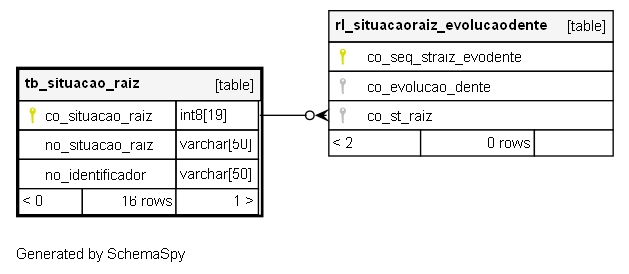 rl_situacaoraiz_evolucaodente [table]
co_seq_straiz_evodente
co_evolucao_dente
co_st_raiz
< 2 0 rows
tb_situacao_raiz [table]
co_situacao_raiz int8[19]
no_situacao_raiz varchar[50]
no_identificador varchar[50]
< 0 16 rows 1 >
Generated by SchemaSpy